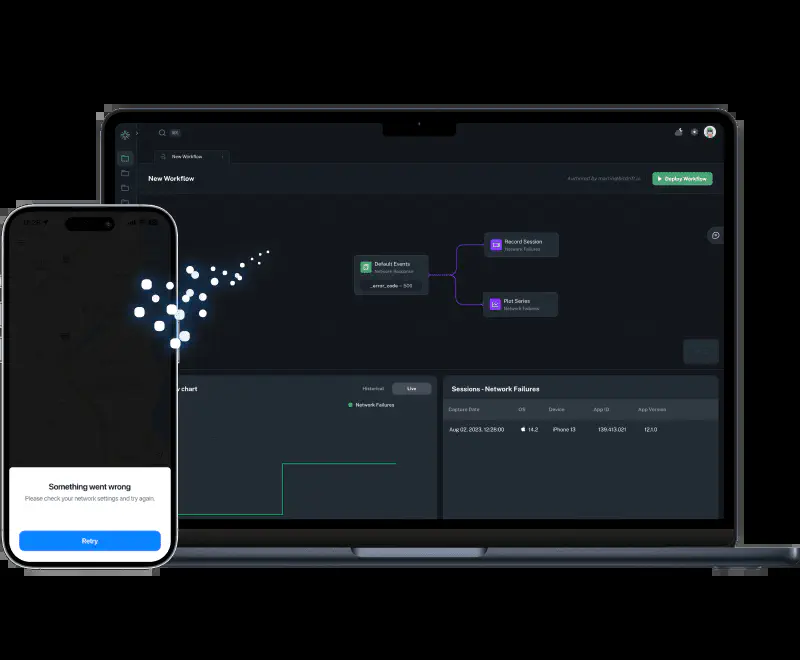 New Workflow
New Workflow
Deploy Workflow
Default Events
Network Response
_error_code = 500
Record Session
Network Failures
Plot Series
Network Failures
chart
Historical
Live
Network Failures
Sessions - Network Failures
Capture Date
OS
Device
App ID
App Version
Aug 02, 2023, 12:28:00
14.2
iPhone 13
139.413.021
12.1.0
Something went wrong
Please check your network settings and try again.
Retry